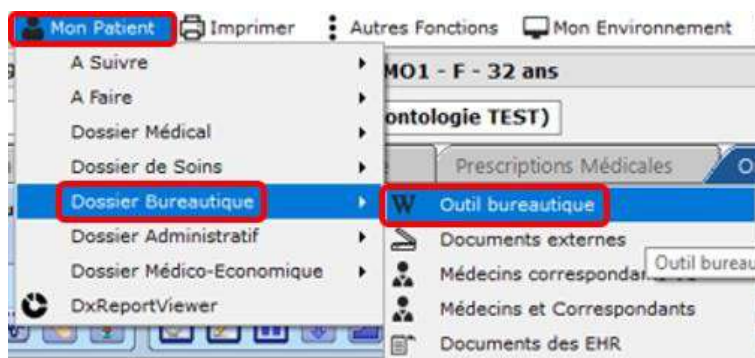 Mon Patient Imprimer Autres Fonctions Mon Environnement
A Suivre
MO1 - F - 32 ans
A Faire
ontologie TEST)
Dossier Médical
Dossier de Soins
Prescriptions Médicales
Dossier Bureautique
W Outil bureautique
Dossier Administratif
Documents externes
Outil bureau
Dossier Médico-Economique
Médecins
DxReportViewer
Médecins et Correspondants
Documents des EHR